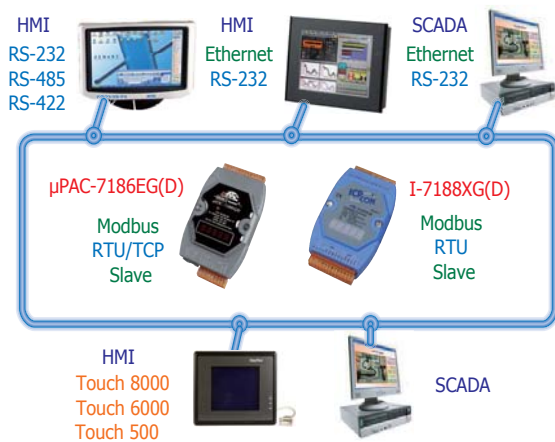 HMI
RS-232
RS-485
RS-422
HMI
Ethernet
RS-232
SCADA
Ethernet
RS-232
µPAC-7186EG(D)
Modbus
RTU/TCP
Slave
I-7188XG(D)
Modbus
RTU
Slave
HMI
Touch 8000
Touch 6000
Touch 500
SCADA